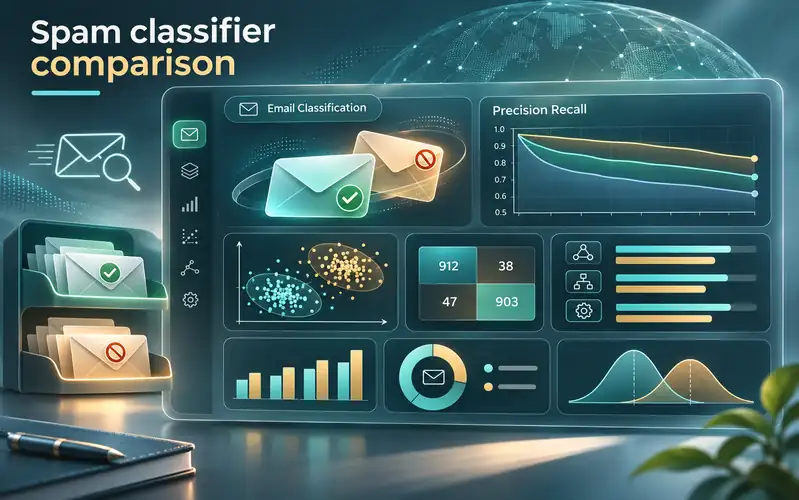 Spam classifier
comparison
Email Classification
Precision Recall
1.0
0.9
0.8
0.7
0.6
0.5
912 38
47 903